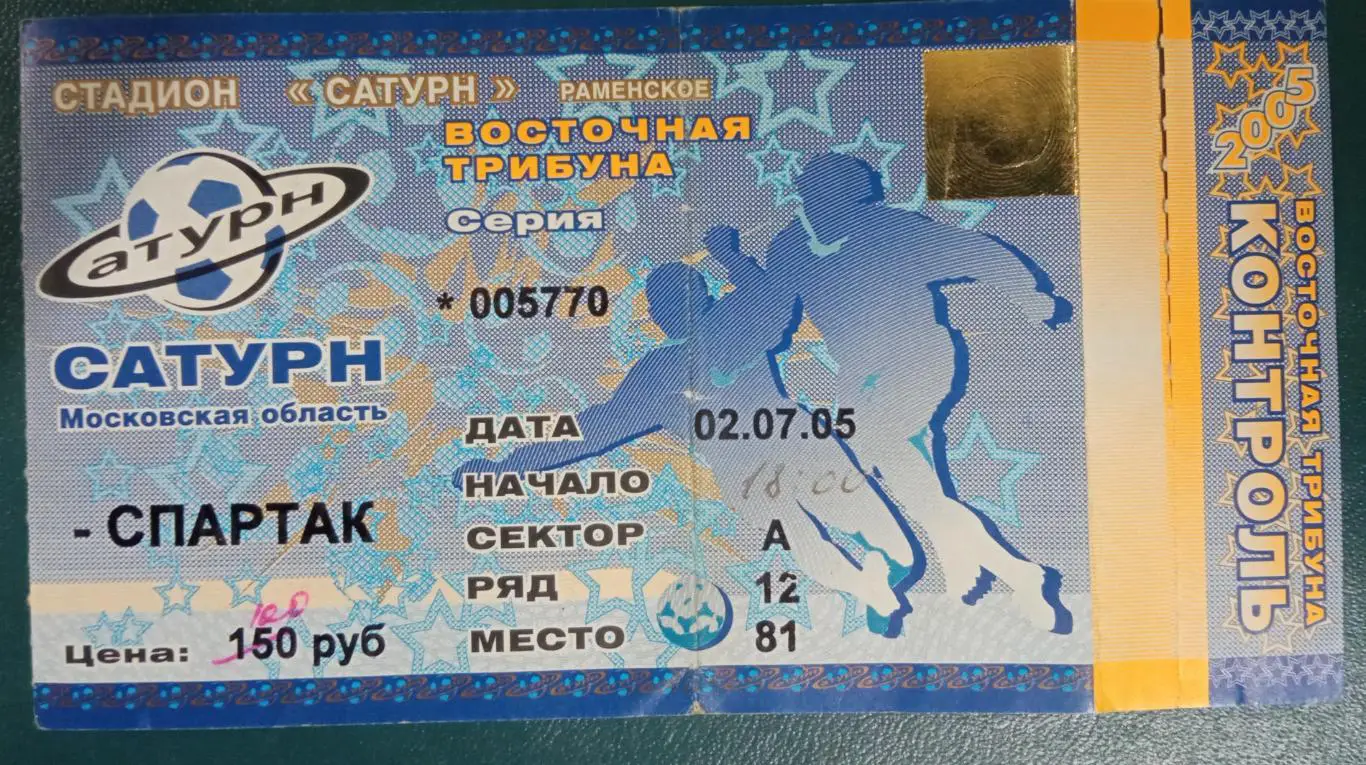 СТАДИОН «САТУРН» РАМЕНСКОЕ
ВОСТОЧНАЯ
ТРИБУНА
Серия
* 005770
сатурн
САТУРН
Московская область
- СПАРТАК
100
Цена: 150 руб
ДАТА 02.07.05
НАЧАЛО 18:00
СЕКТОР А
РЯД 12
МЕСТО 81
2005
ВОСТОЧНАЯ ТРИБУНА
КОНТРОЛЬ